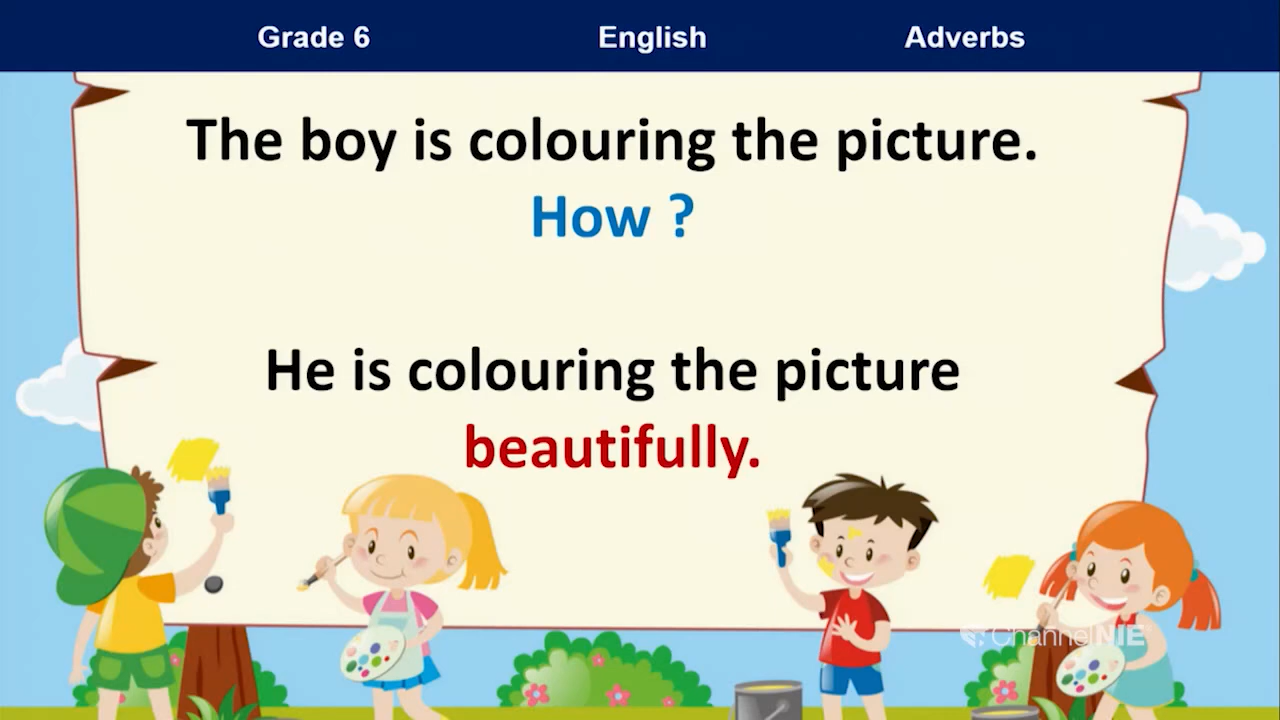 Grade 6 English Adverbs
The boy is colouring the picture.
How ?
He is colouring the picture
beautifully.
ChannelNIE